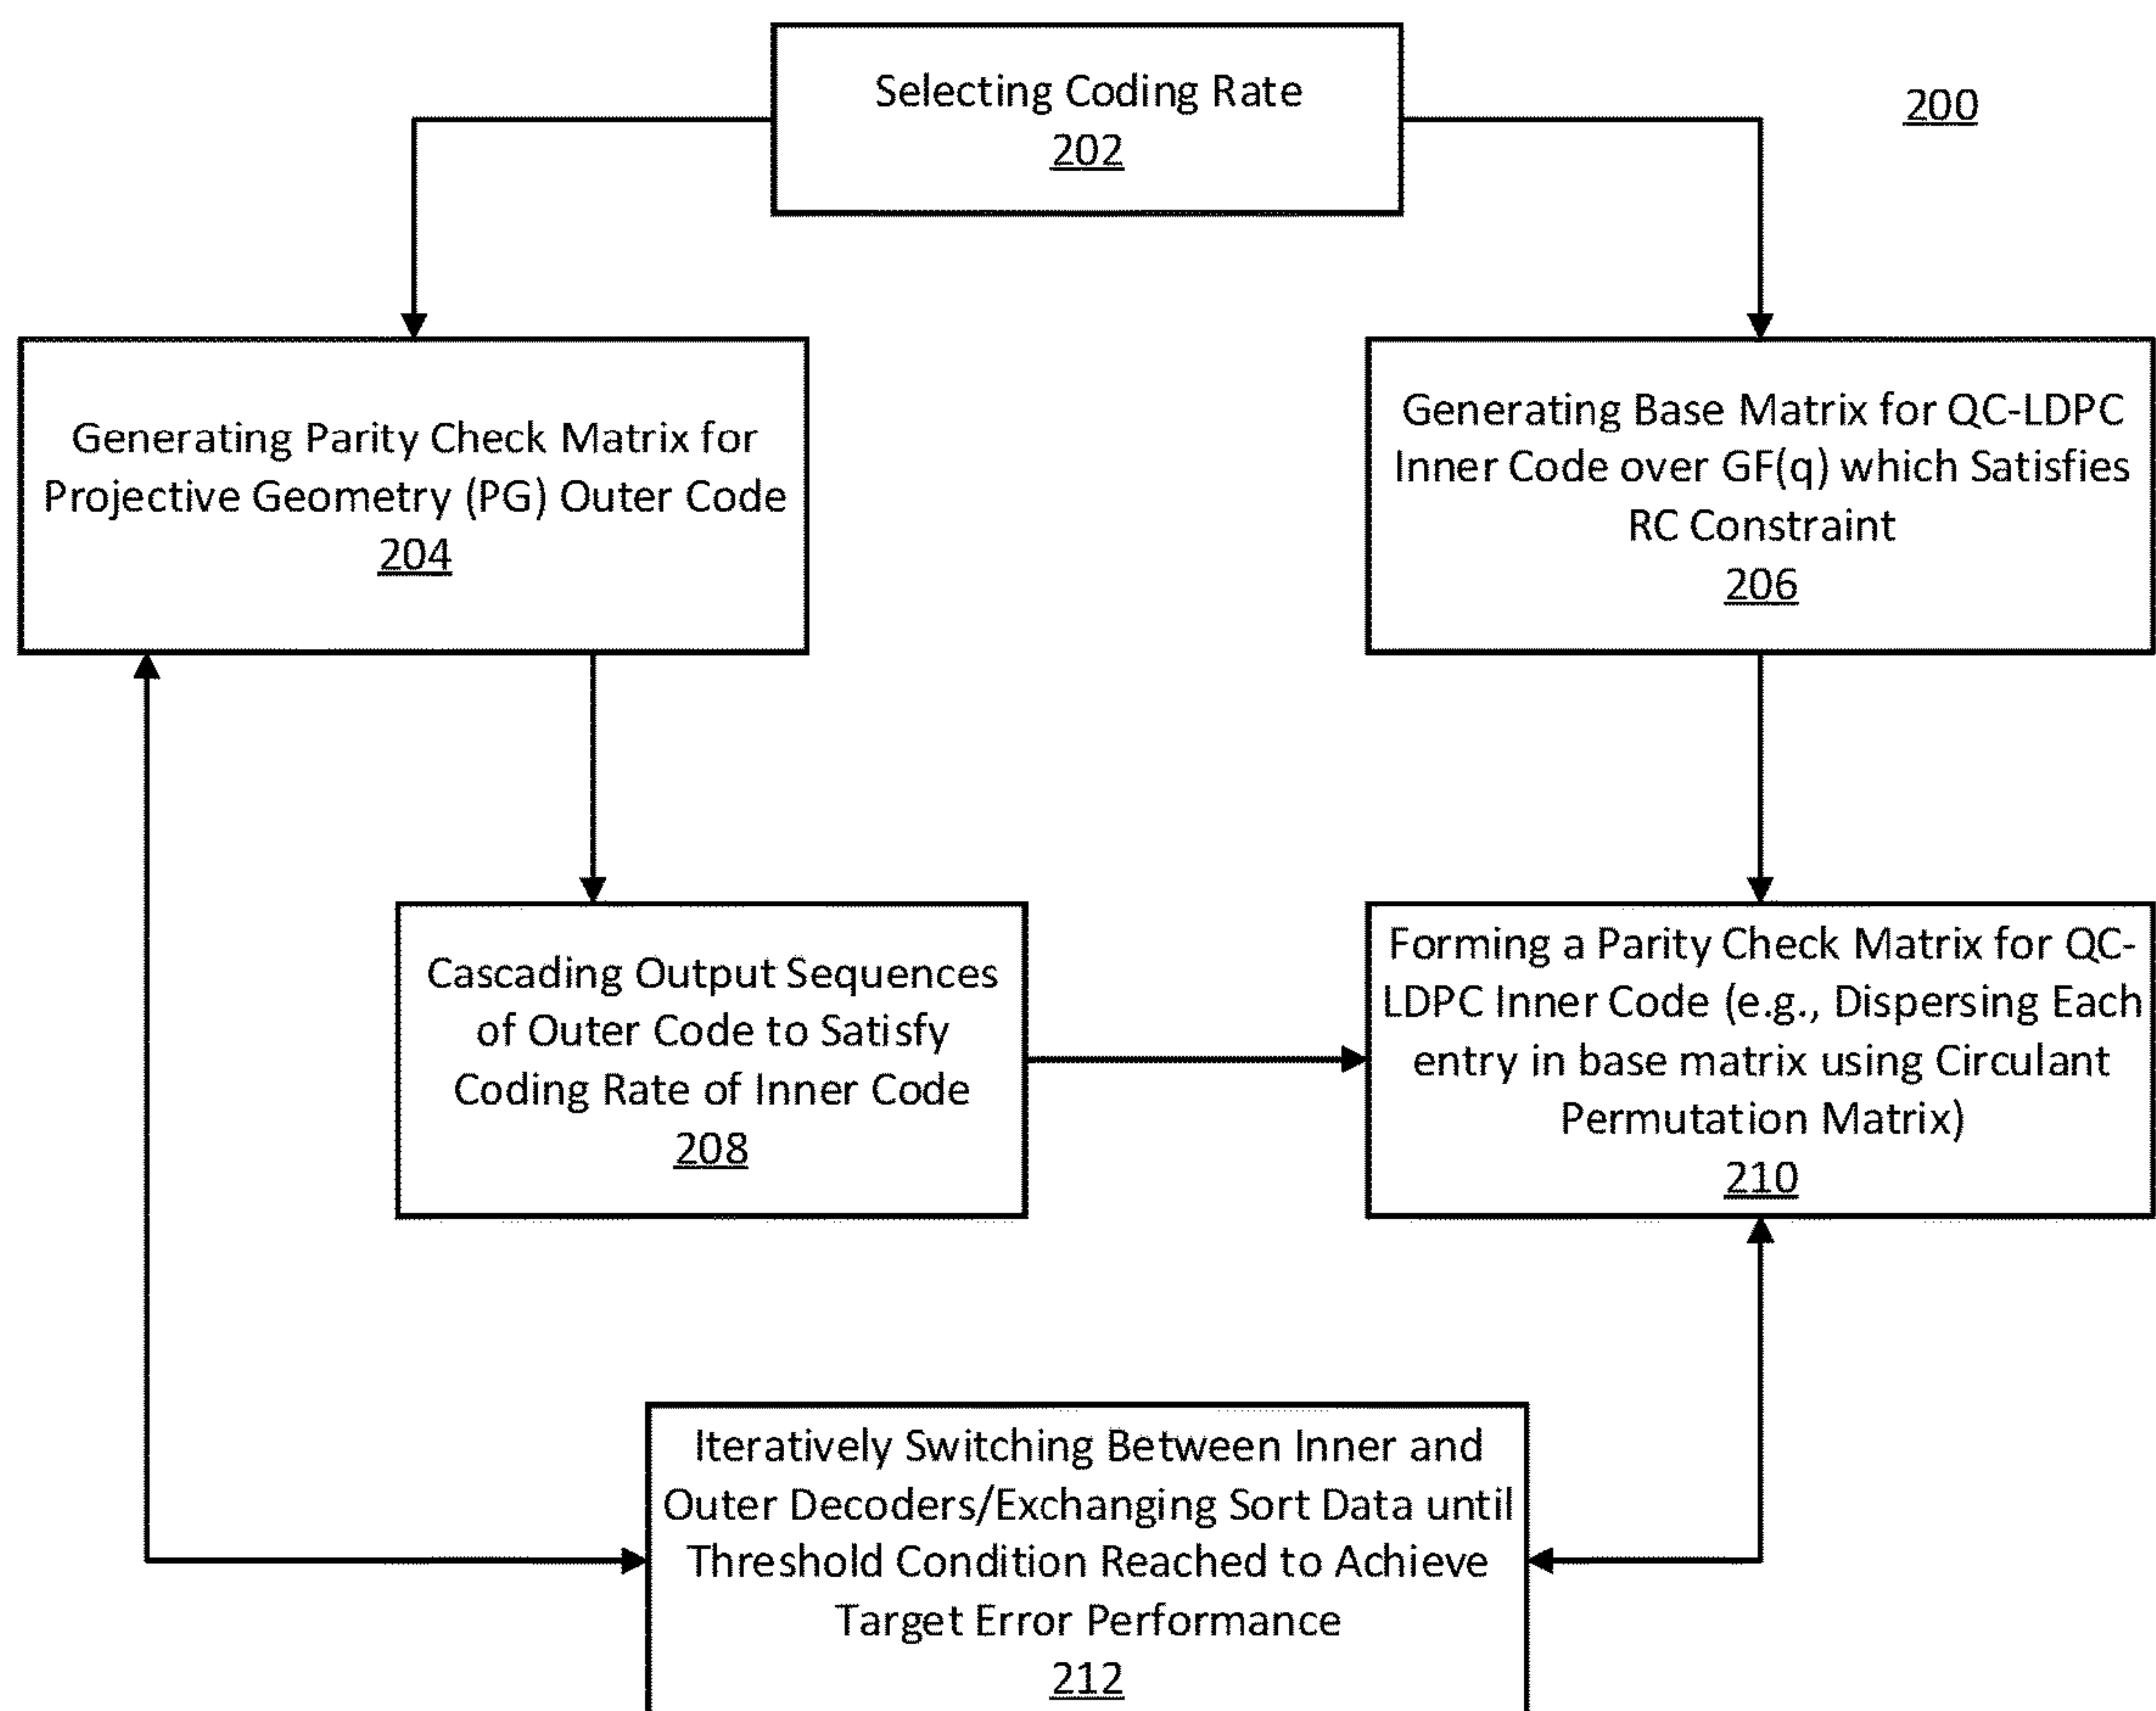 Selecting Coding Rate
202
200
Generating Parity Check Matrix for
Projective Geometry (PG) Outer Code
204
Generating Base Matrix for QC-LDPC
Inner Code over GF(q) which Satisfies
RC Constraint
206
Cascading Output Sequences
of Outer Code to Satisfy
Coding Rate of Inner Code
208
Forming a Parity Check Matrix for QC-
LDPC Inner Code (e.g., Dispersing Each
entry in base matrix using Circulant
Permutation Matrix)
210
Iteratively Switching Between Inner and
Outer Decoders/Exchanging Sort Data until
Threshold Condition Reached to Achieve
Target Error Performance
212